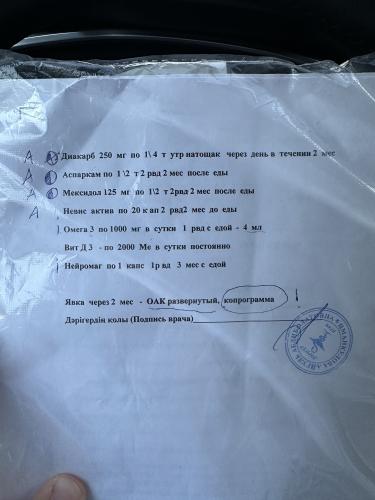 А Диакарб 250 мг по 1\4 т утр натощак через день в течении 2 мес
А Аспаркам по 1\2 т 2 рвд 2 мес после еды
А Мексидол 125 мг по 1\2 т 2рвд 2 мес после еды
А Невис актив по 20 кап 2 рвд2 мес до еды
Омега 3 по 1000 мг в сутки 1 рвд с едой - 4 мл
Вит Д 3 - по 2000 Ме в сутки постоянно
Нейромаг по 1 капс 1р вд 3 мес с едой
Явка через 2 мес - ОАК развернутый, копрограмма !
Дәрігердің қолы (Подпись врача)